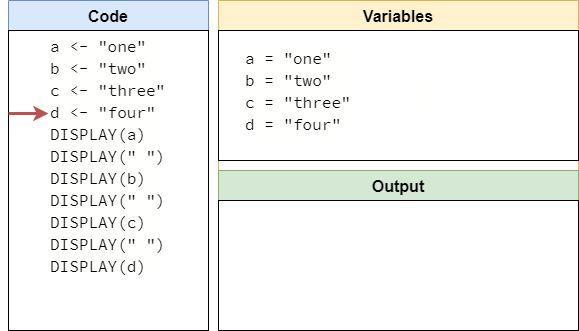 Code
a <- "one"
b <- "two"
c <- "three"
d <- "four"
DISPLAY(a)
DISPLAY(" ")
DISPLAY(b)
DISPLAY(" ")
DISPLAY(c)
DISPLAY(" ")
DISPLAY(d)
Variables
a = "one"
b = "two"
c = "three"
d = "four"
Output